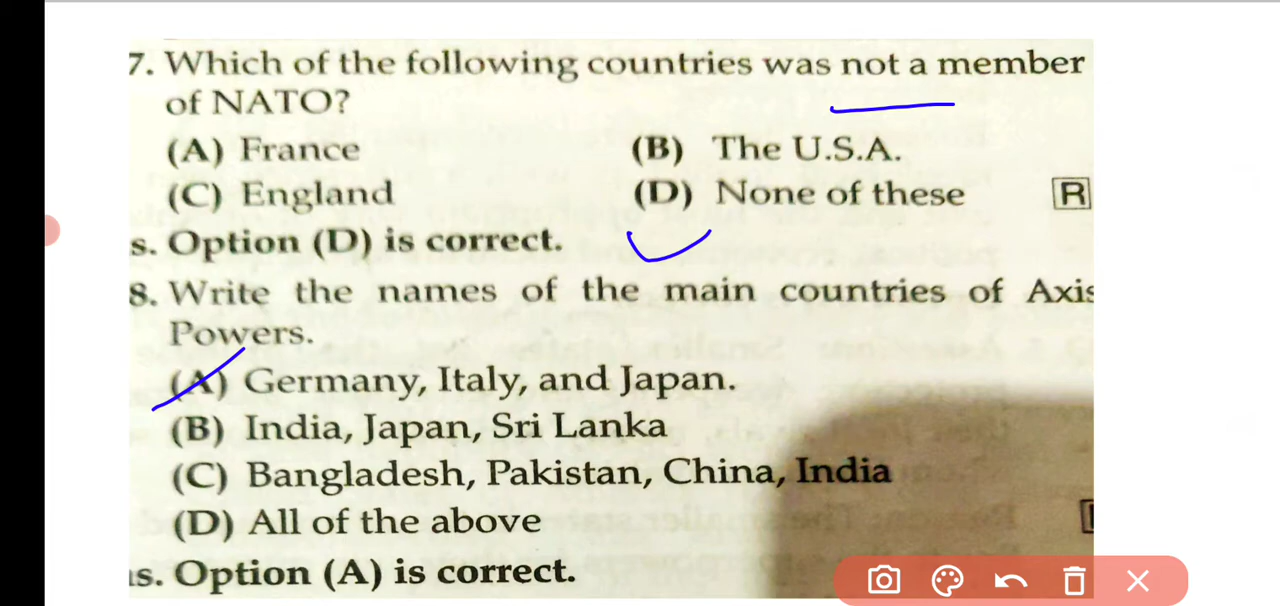 7. Which of the following countries was not a member
of NATO?
(A) France (B) The U.S.A.
(C) England (D) None of these R
s. Option (D) is correct.
8. Write the names of the main countries of Axis
Powers.
(A) Germany, Italy, and Japan.
(B) India, Japan, Sri Lanka
(C) Bangladesh, Pakistan, China, India
(D) All of the above
s. Option (A) is correct.